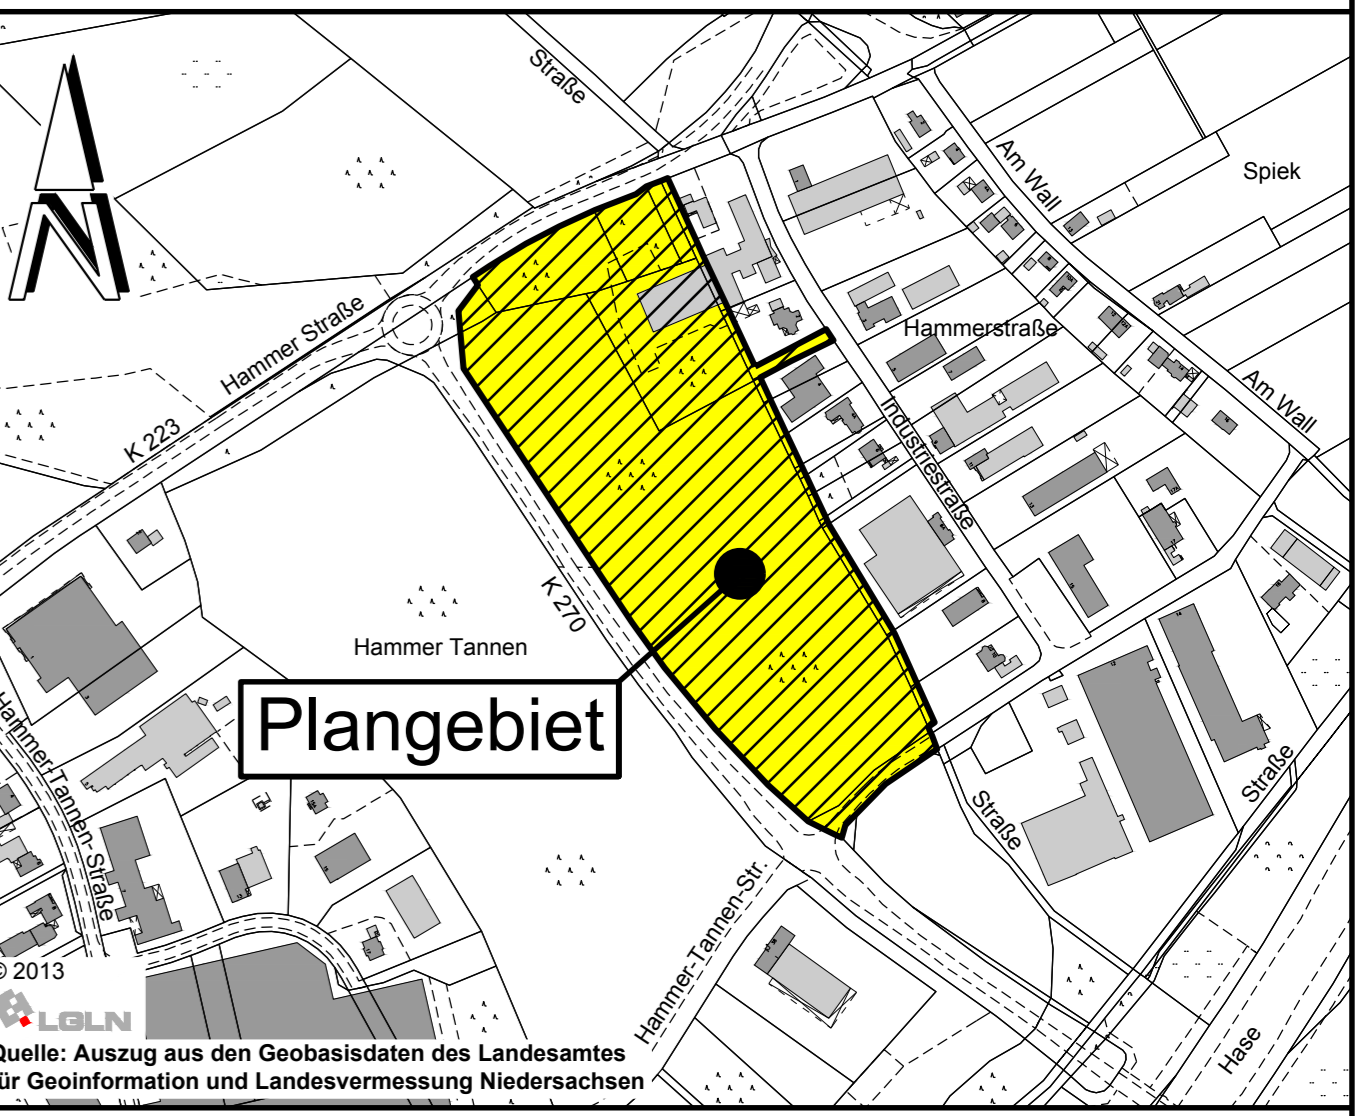 Straße
Am Wall
Spiek
N
Hammer Straße
Hammerstraße
Am Wall
K 223
Industriestraße
K 270
Hammer Tannen
Plangebiet
Hammer-Tannen-Straße
Straße
Straße
Hammer-Tannen-Str.
Hase
© 2013
LGLN
Quelle: Auszug aus den Geobasisdaten des Landesamtes
für Geoinformation und Landesvermessung Niedersachsen